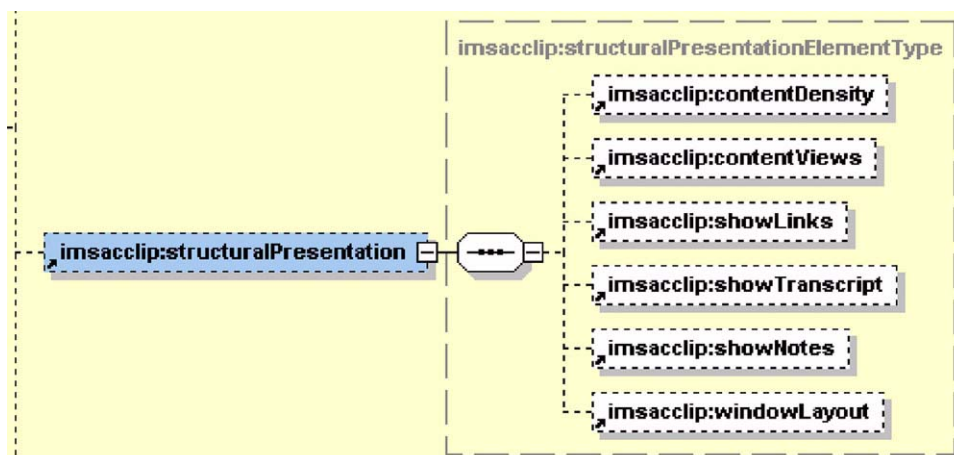 imsacclip:structuralPresentationElementType
imsacclip:contentDensity
imsacclip:contentViews
imsacclip:showLinks
imsacclip:structuralPresentation
imsacclip:showTranscript
imsacclip:showNotes
imsacclip:windowLayout